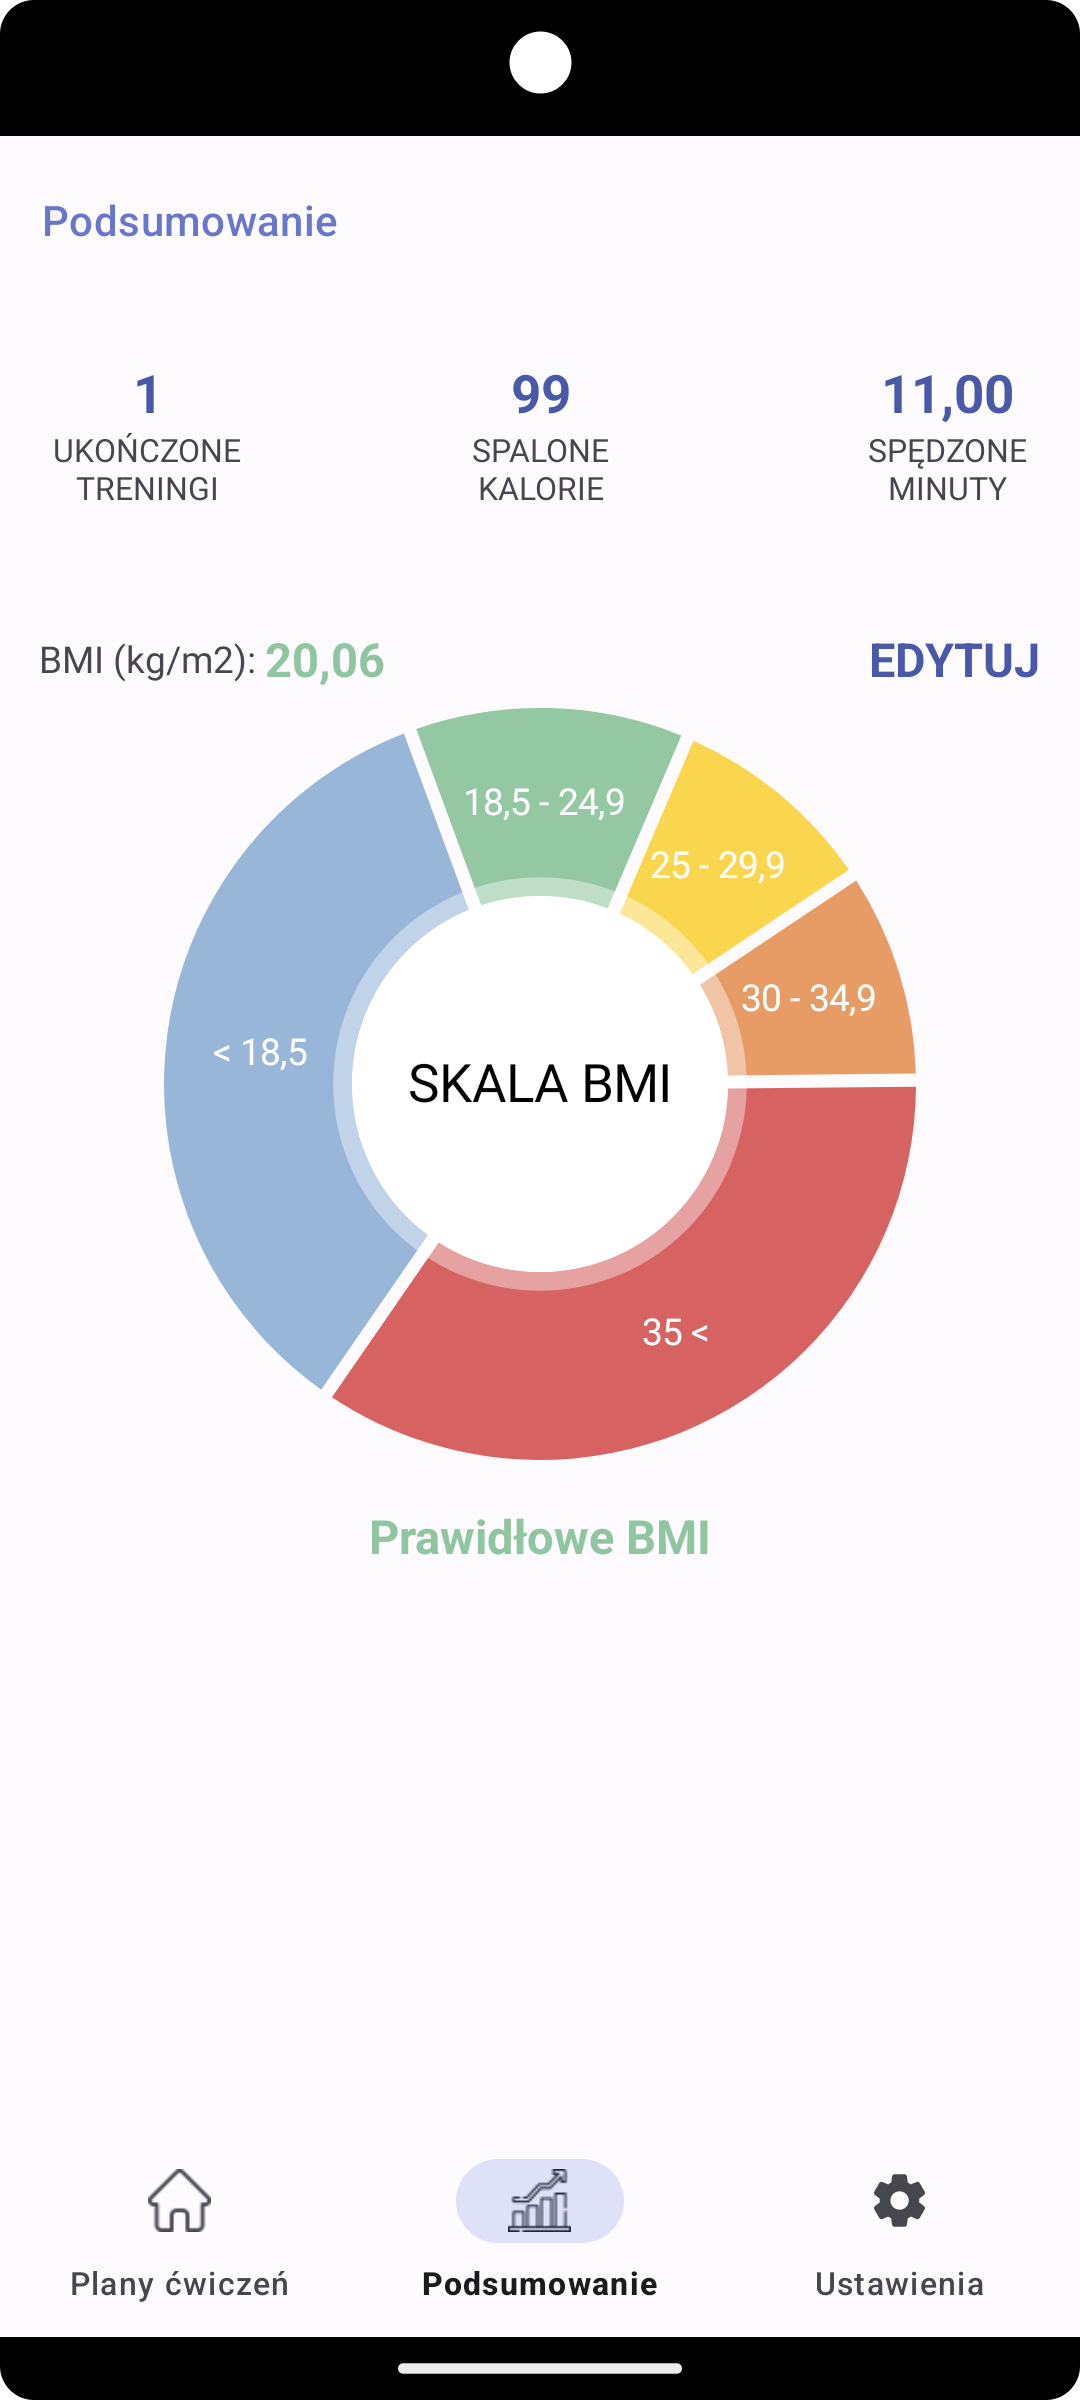 Podsumowanie
1
UKOŃCZONE
TRENINGI
99
SPALONE
KALORIE
11,00
SPĘDZONE
MINUTY
BMI (kg/m2): 20,06
EDYTUJ
18,5 - 24,9
25 - 29,9
30 - 34,9
< 18,5
SKALA BMI
35 <
Prawidłowe BMI
Plany ćwiczeń
Podsumowanie
Ustawienia